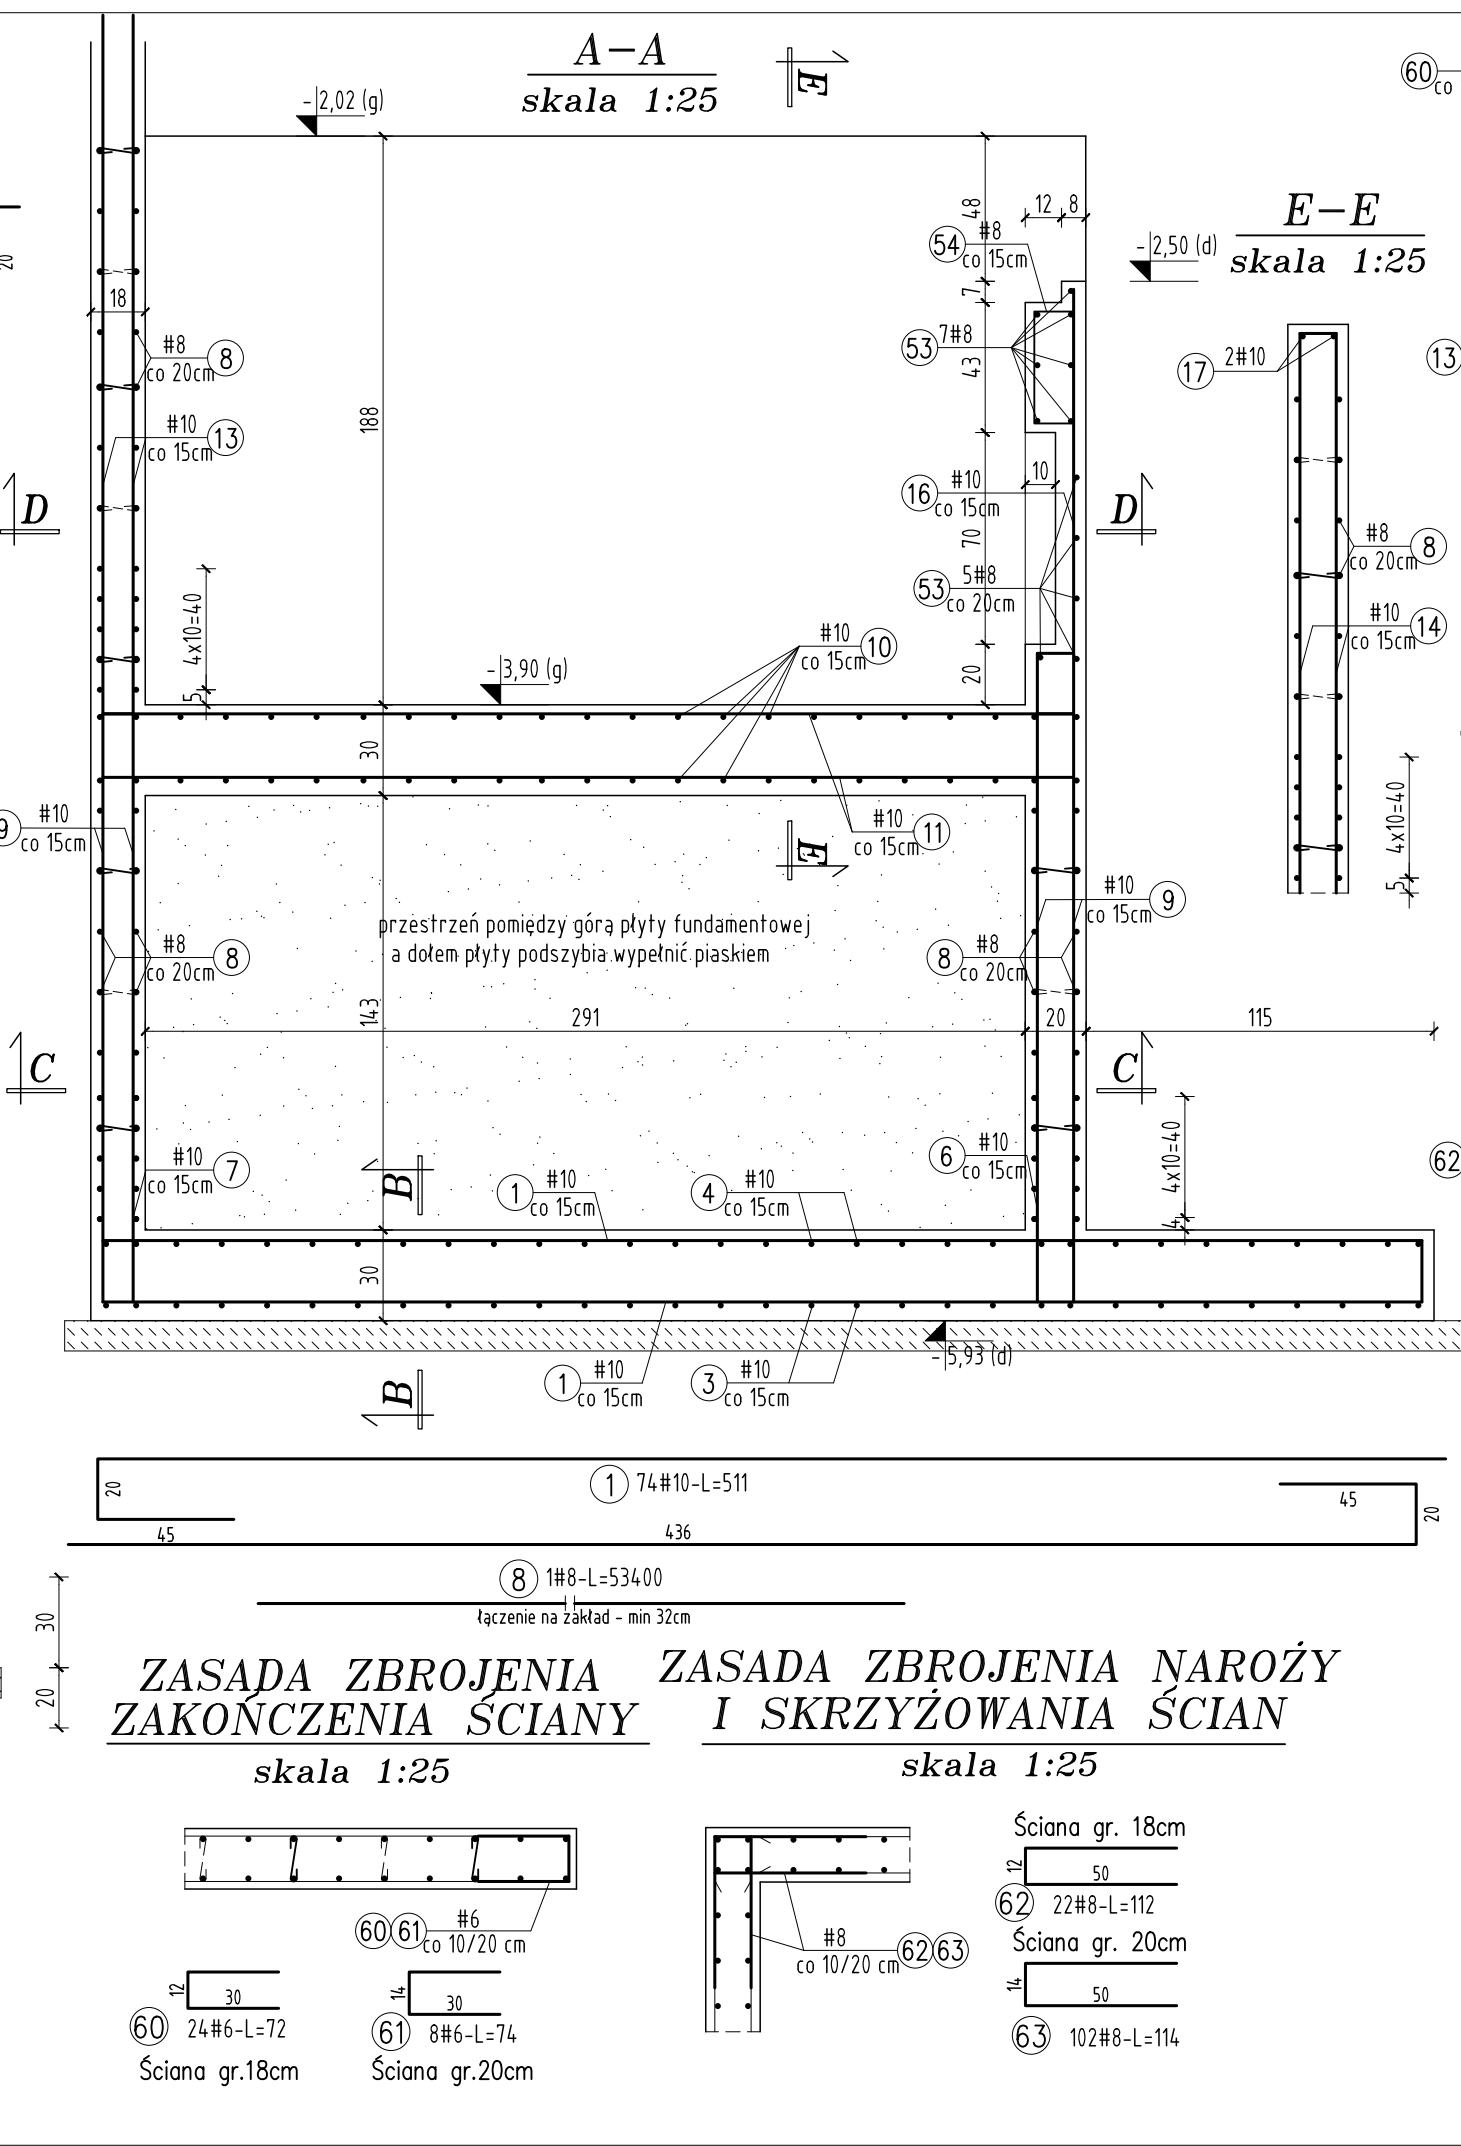 A-A
skala 1:25
E
-2,02 (g)
60
co
20
18
188
48
12
8
54
#8
co 15cm
-2,50 (d)
E-E
skala 1:25
7
#8
co 20cm
8
53
7#8
43
17
2#10
13
#10
co 15cm
13
D
10
16
#10
co 15cm
70
D
53
5#8
co 20cm
#8
co 20cm
8
4x10=40
5
#10
co 15cm
10
-3,90 (g)
20
#10
co 15cm
14
30
9
#10
co 15cm
#10
co 15cm
11
E
4x10=40
5
#10
co 15cm
9
przestrzeń pomiędzy górą płyty fundamentowej
a dołem płyty podszybia wypełnić piaskiem
#8
co 20cm
8
8
#8
co 20cm
143
291
20
115
C
C
4x10=40
4
62
#10
co 15cm
7
B
1
#10
co 15cm
4
#10
co 15cm
6
#10
co 15cm
30
-5,93 (d)
B
1
#10
co 15cm
3
#10
co 15cm
20
1
74#10-L=511
45
20
45
436
8
1#8-L=53400
łączenie na zakład - min 32cm
30
20
ZASADA ZBROJENIA
ZAKOŃCZENIA ŚCIANY
skala 1:25
ZASADA ZBROJENIA NAROŻY
I SKRZYŻOWANIA ŚCIAN
skala 1:25
60
61
#6
co 10/20 cm
12
30
60
24#6-L=72
Ściana gr.18cm
14
30
61
8#6-L=74
Ściana gr.20cm
#8
co 10/20 cm
62
63
Ściana gr. 18cm
12
50
62
22#8-L=112
Ściana gr. 20cm
14
50
63
102#8-L=114